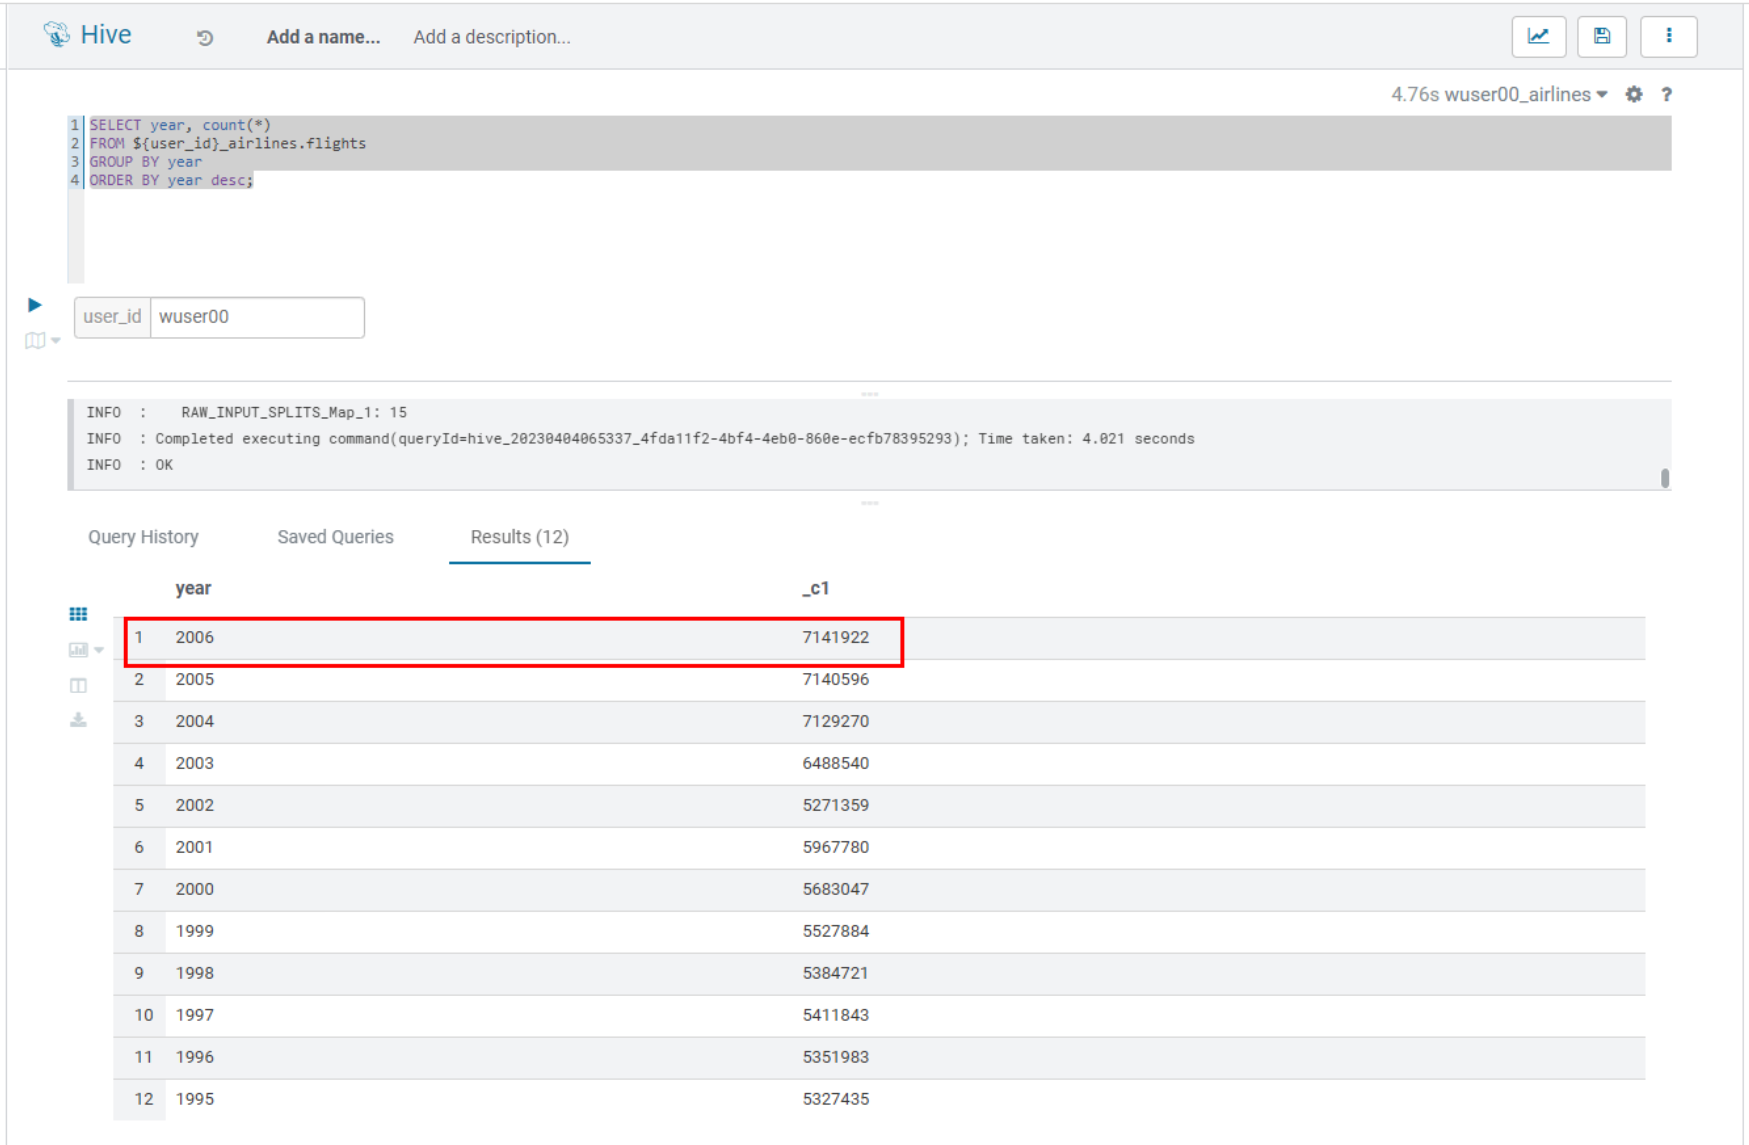 Hive Add a name... Add a description...
4.76s wuser00_airlines ?
1 SELECT year, count(*)
2 FROM ${user_id}_airlines.flights
3 GROUP BY year
4 ORDER BY year desc;
user_id wuser00
INFO : RAW_INPUT_SPLITS_Map_1: 15
INFO : Completed executing command(queryId=hive_20230404065337_4fda11f2-4bf4-4eb0-860e-ecfb78395293); Time taken: 4.021 seconds
INFO : OK
Query History Saved Queries Results (12)
year _c1
1 2006 7141922
2 2005 7140596
3 2004 7129270
4 2003 6488540
5 2002 5271359
6 2001 5967780
7 2000 5683047
8 1999 5527884
9 1998 5384721
10 1997 5411843
11 1996 5351983
12 1995 5327435